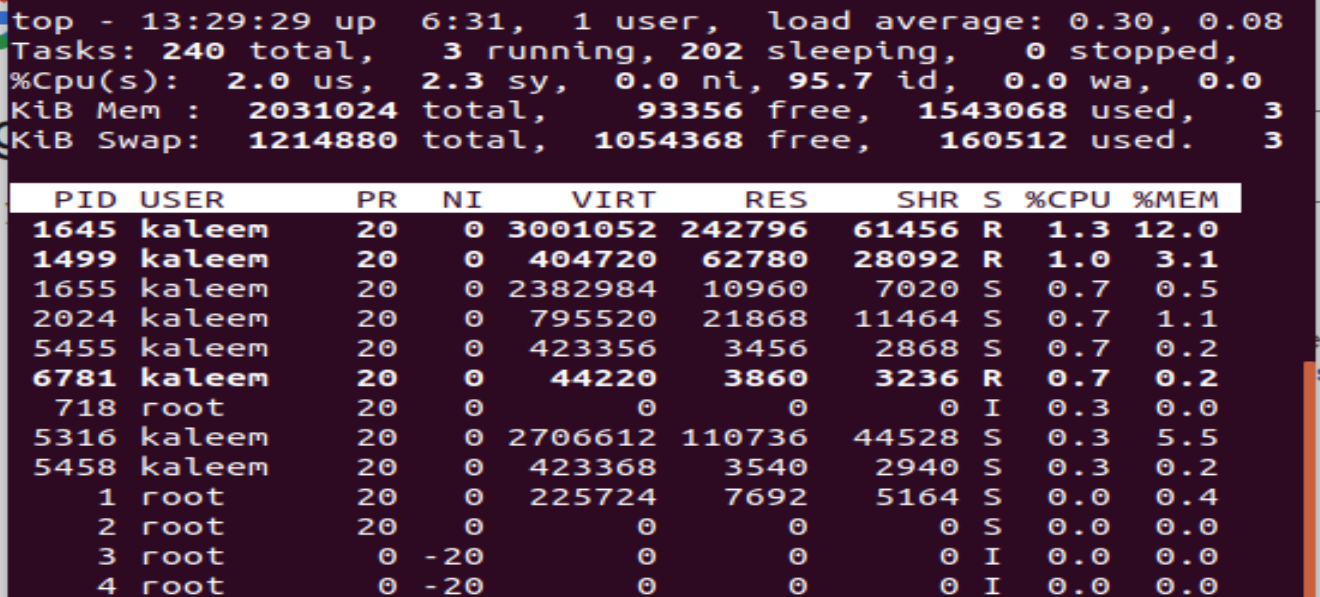 top - 13:29:29 up  6:31,  1 user,  load average: 0.30, 0.08
Tasks: 240 total,   3 running, 202 sleeping,   0 stopped,
%Cpu(s):  2.0 us,  2.3 sy,  0.0 ni, 95.7 id,  0.0 wa,  0.0
KiB Mem :  2031024 total,    93356 free,  1543068 used,   3
KiB Swap:  1214880 total,  1054368 free,   160512 used.   3
PID USER      PR  NI    VIRT    RES    SHR S %CPU %MEM
1645 kaleem    20   0 3001052 242796  61456 R  1.3 12.0
1499 kaleem    20   0  404720  62780  28092 R  1.0  3.1
1655 kaleem    20   0 2382984  10960   7020 S  0.7  0.5
2024 kaleem    20   0  795520  21868  11464 S  0.7  1.1
5455 kaleem    20   0  423356   3456   2868 S  0.7  0.2
6781 kaleem    20   0   44220   3860   3236 R  0.7  0.2
718 root      20   0       0      0      0 I  0.3  0.0
5316 kaleem    20   0 2706612 110736  44528 S  0.3  5.5
5458 kaleem    20   0  423368   3540   2940 S  0.3  0.2
1 root      20   0  225724   7692   5164 S  0.0  0.4
2 root      20   0       0      0      0 S  0.0  0.0
3 root       0 -20       0      0      0 I  0.0  0.0
4 root       0 -20       0      0      0 I  0.0  0.0